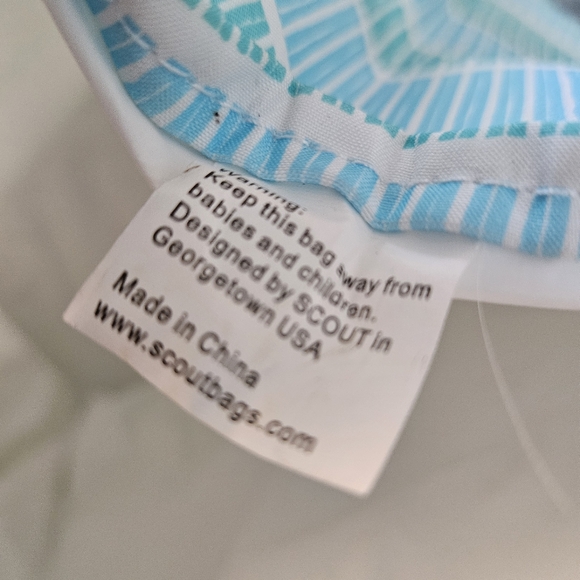 Warning:
Keep this bag away from
babies and children.
Designed by SCOUT in
Georgetown USA
Made in China
www.scoutbags.com